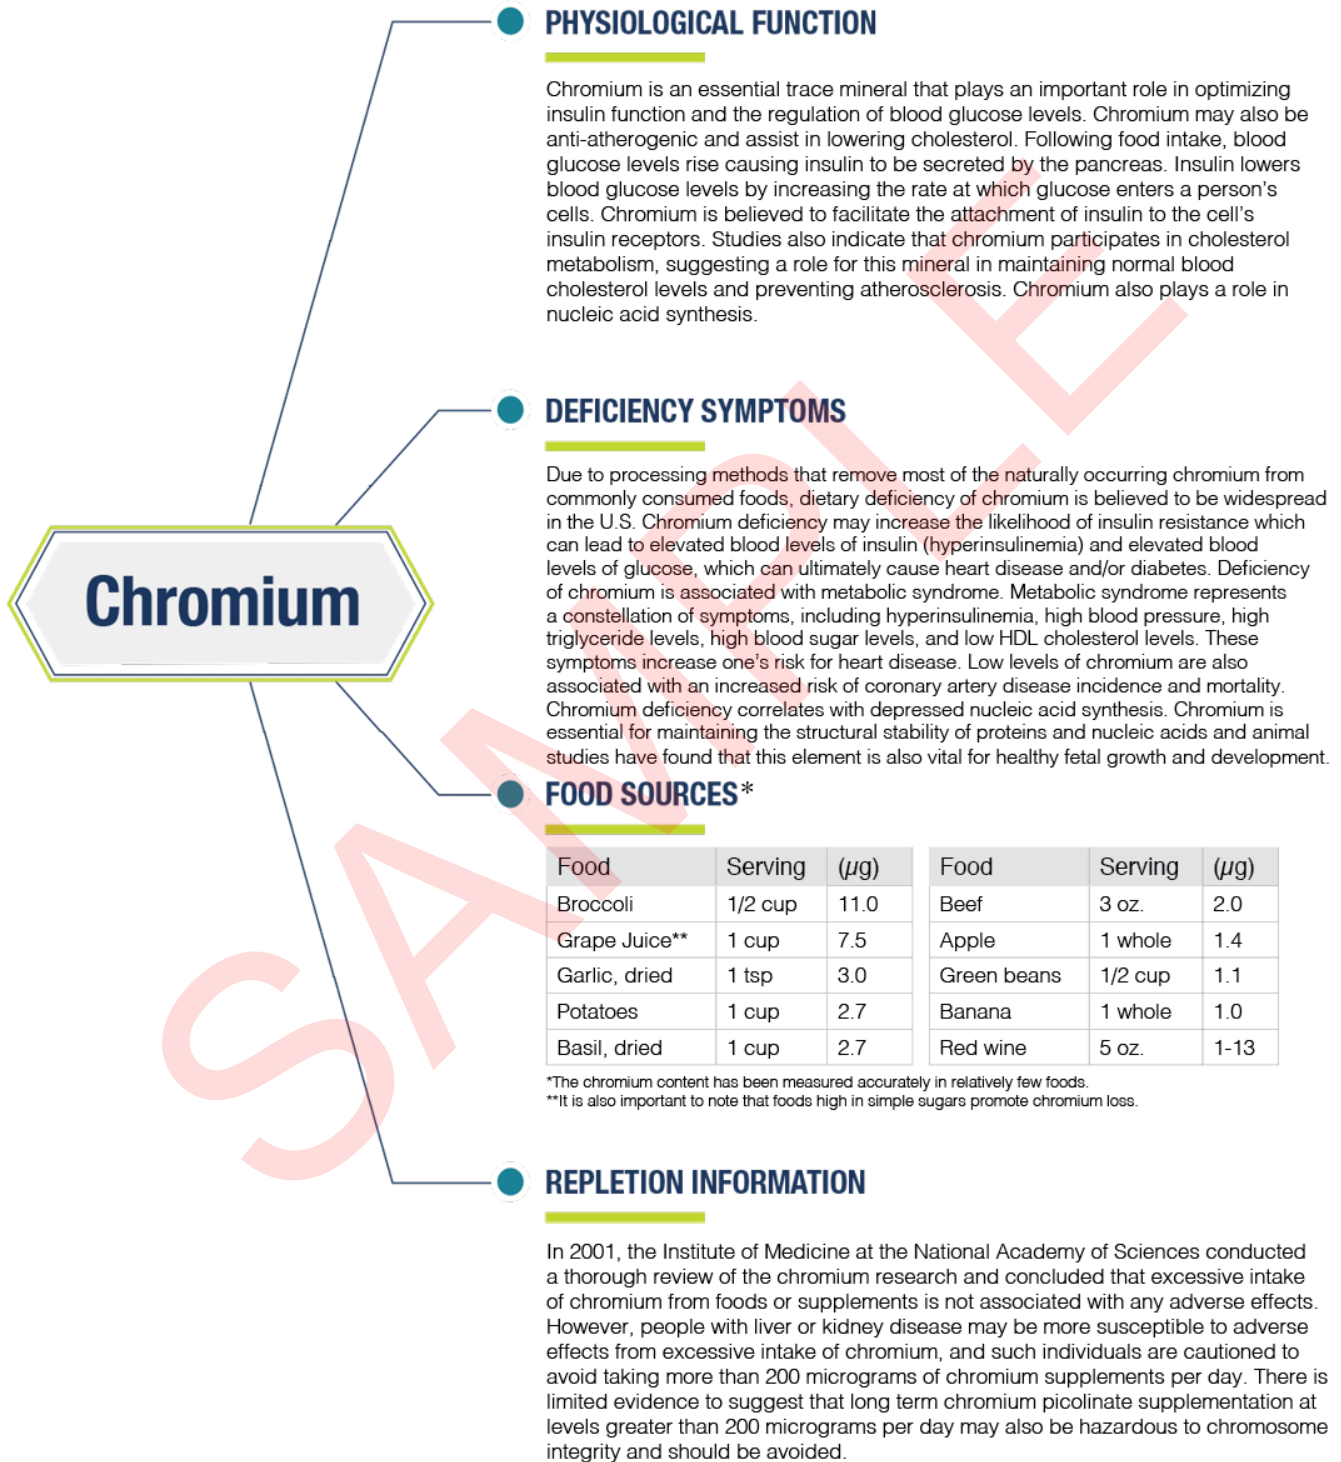 PHYSIOLOGICAL FUNCTION
Chromium is an essential trace mineral that plays an important role in optimizing
insulin function and the regulation of blood glucose levels. Chromium may also be
anti-atherogenic and assist in lowering cholesterol. Following food intake, blood
glucose levels rise causing insulin to be secreted by the pancreas. Insulin lowers
blood glucose levels by increasing the rate at which glucose enters a person's
cells. Chromium is believed to facilitate the attachment of insulin to the cell's
insulin receptors. Studies also indicate that chromium participates in cholesterol
metabolism, suggesting a role for this mineral in maintaining normal blood
cholesterol levels and preventing atherosclerosis. Chromium also plays a role in
nucleic acid synthesis.
DEFICIENCY SYMPTOMS
Due to processing methods that remove most of the naturally occurring chromium from
commonly consumed foods, dietary deficiency of chromium is believed to be widespread
in the U.S. Chromium deficiency may increase the likelihood of insulin resistance which
can lead to elevated blood levels of insulin (hyperinsulinemia) and elevated blood
levels of glucose, which can ultimately cause heart disease and/or diabetes. Deficiency
of chromium is associated with metabolic syndrome. Metabolic syndrome represents
a constellation of symptoms, including hyperinsulinemia, high blood pressure, high
triglyceride levels, high blood sugar levels, and low HDL cholesterol levels. These
symptoms increase one's risk for heart disease. Low levels of chromium are also
associated with an increased risk of coronary artery disease incidence and mortality.
Chromium deficiency correlates with depressed nucleic acid synthesis. Chromium is
essential for maintaining the structural stability of proteins and nucleic acids and animal
studies have found that this element is also vital for healthy fetal growth and development.
Chromium
FOOD SOURCES*
Food Serving (µg) Food Serving (µg)
Broccoli 1/2 cup 11.0 Beef 3 oz. 2.0
Grape Juice** 1 cup 7.5 Apple 1 whole 1.4
Garlic, dried 1 tsp 3.0 Green beans 1/2 cup 1.1
Potatoes 1 cup 2.7 Banana 1 whole 1.0
Basil, dried 1 cup 2.7 Red wine 5 oz. 1-13
*The chromium content has been measured accurately in relatively few foods.
**It is also important to note that foods high in simple sugars promote chromium loss.
REPLETION INFORMATION
In 2001, the Institute of Medicine at the National Academy of Sciences conducted
a thorough review of the chromium research and concluded that excessive intake
of chromium from foods or supplements is not associated with any adverse effects.
However, people with liver or kidney disease may be more susceptible to adverse
effects from excessive intake of chromium, and such individuals are cautioned to
avoid taking more than 200 micrograms of chromium supplements per day. There is
limited evidence to suggest that long term chromium picolinate supplementation at
levels greater than 200 micrograms per day may also be hazardous to chromosome
integrity and should be avoided.
SAMPLE